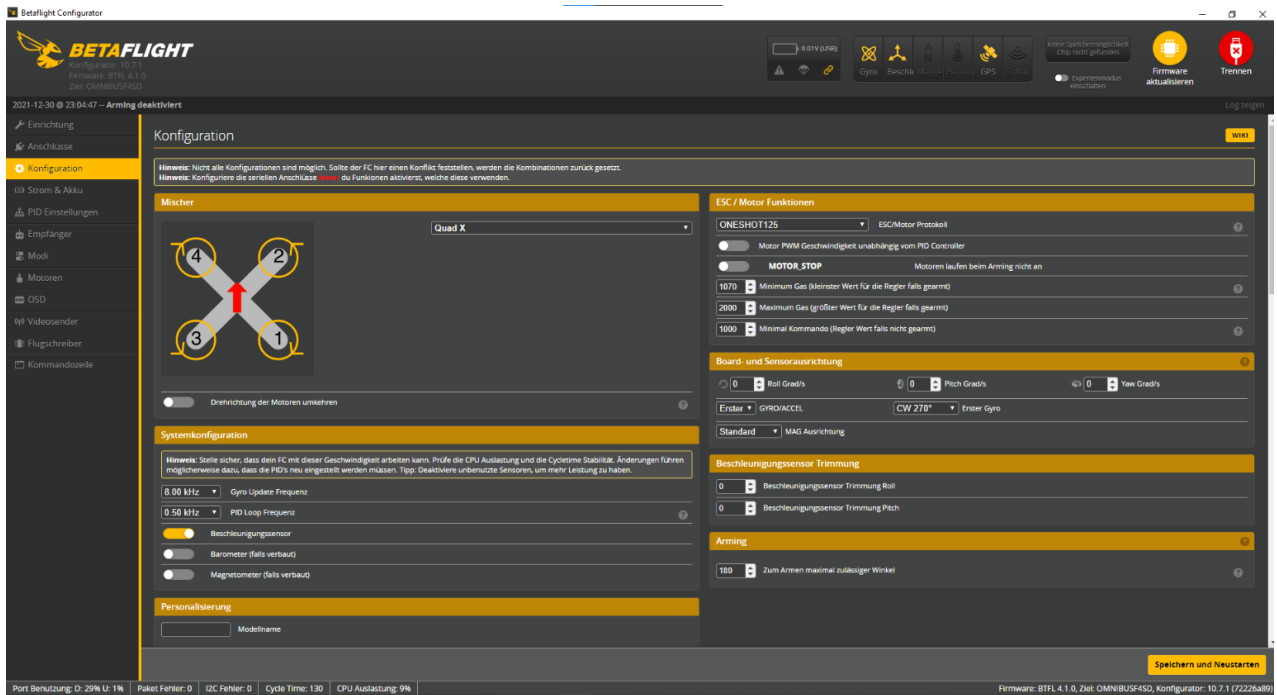 Betaflight Configurator
BETAFLIGHT
Konfigurator: 10.7.1
Firmware: BTFL 4.1.0
Ziel: OMNIBUSF4SD
0.01V (USB)
Gyro
Beschle
GPS
Keine Speichermöglichkeit
Chip nicht gefunden
Expertenmodus
einschalten
Firmware
aktualisieren
Trennen
2021-12-30 @ 23:04:47 – Arming deaktiviert
Log zeigen
Einrichtung
Anschlüsse
Konfiguration
Strom & Akku
PID Einstellungen
Empfänger
Modi
Motoren
OSD
Videosender
Flugschreiber
Kommandozeile
Konfiguration
WIKI
Hinweis: Nicht alle Konfigurationen sind möglich. Sollte der FC hier einen Konflikt feststellen, werden die Kombinationen zurück gesetzt.
Hinweis: Konfiguriere die seriellen Anschlüsse du Funkionen aktivierst, welche diese verwenden.
Mischer
Quad X
4
2
3
1
Drehrichtung der Motoren umkehren
Systemkonfiguration
Hinweis: Stelle sicher, dass dein FC mit dieser Geschwindigkeit arbeiten kann. Prüfe die CPU Auslastung und die Cycletime Stabilität. Änderungen führen
möglicherweise dazu, dass die PID's neu eingestellt werden müssen. Tipp: Deaktiviere unbenutzte Sensoren, um mehr Leistung zu haben.
8.00 kHz Gyro Update Frequenz
0.50 kHz PID Loop Frequenz
Beschleunigungssensor
Barometer (falls verbaut)
Magnetometer (falls verbaut)
Personalisierung
Modellname
ESC / Motor Funktionen
ONESHOT125 ESC/Motor Protokoll
Motor PWM Geschwindigkeit unabhängig vom PID Controller
MOTOR_STOP Motoren laufen beim Arming nicht an
1070 Minimum Gas (kleinster Wert für die Regler falls gearmt)
2000 Maximum Gas (größter Wert für die Regler falls gearmt)
1000 Minimal Kommando (Regler Wert falls nicht gearmt)
Board- und Sensorausrichtung
0 Roll Grad/s 0 Pitch Grad/s 0 Yaw Grad/s
Erster GYRO/ACCEL CW 270° Erster Gyro
Standard MAG Ausrichtung
Beschleunigungssensor Trimmung
0 Beschleunigungssensor Trimmung Roll
0 Beschleunigungssensor Trimmung Pitch
Arming
180 Zum Armen maximal zulässiger Winkel
Speichern und Neustarten
Port Benutzung: D: 29% U: 1% Paket Fehler: 0 I2C Fehler: 0 Cycle Time: 130 CPU Auslastung: 9% Firmware: BTFL 4.1.0, Ziel: OMNIBUSF4SD, Konfigurator: 10.7.1 (72226a89)